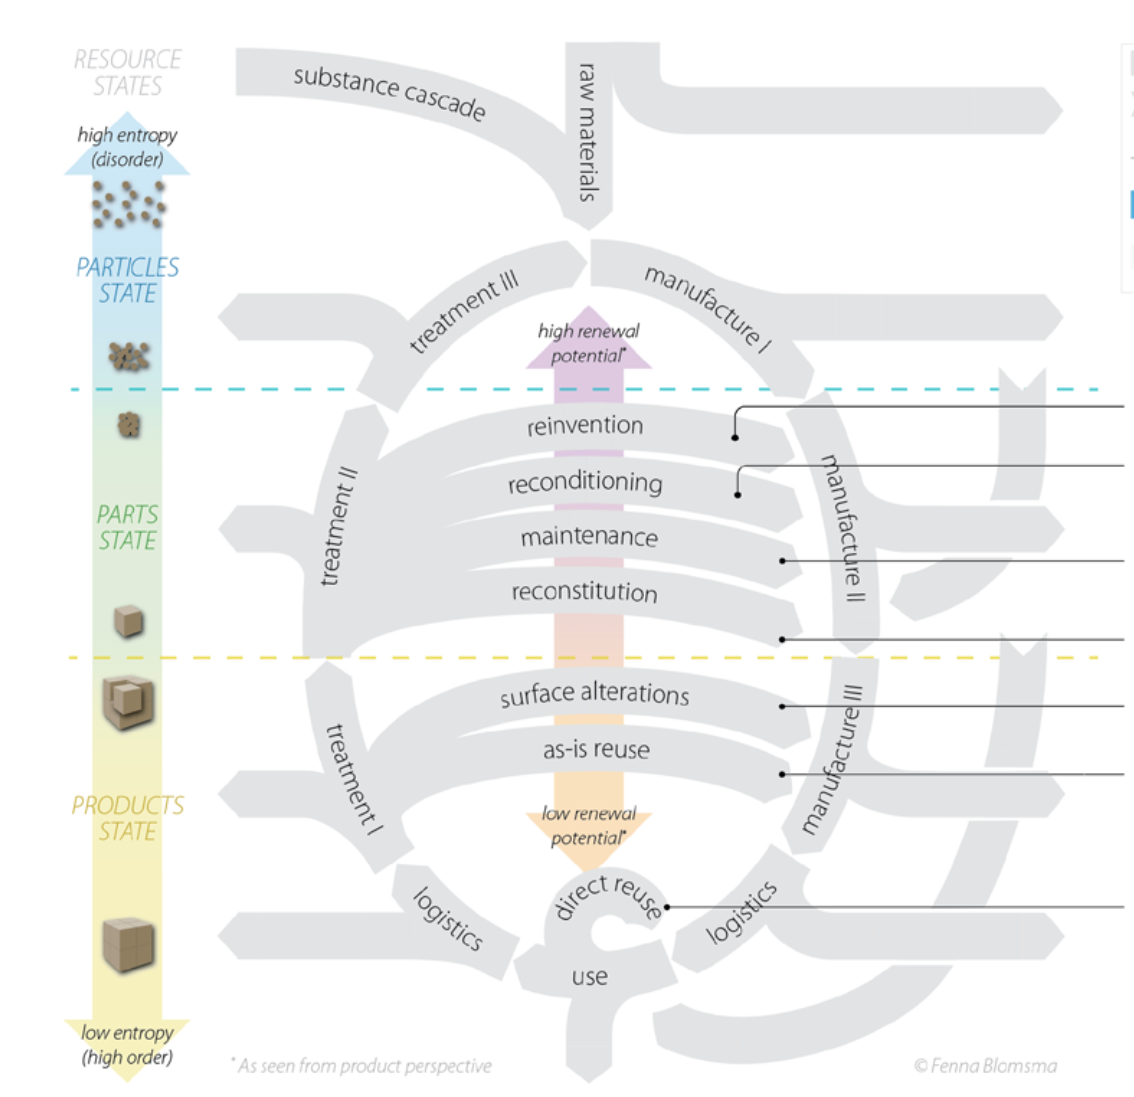 RESOURCE
STATES
substance cascade
raw materials
high entropy
(disorder)
PARTICLES
STATE
treatment III
manufacture I
high renewal
potential*
reinvention
reconditioning
treatment II
manufacture II
PARTS
STATE
maintenance
reconstitution
surface alterations
as-is reuse
treatment I
manufacture III
PRODUCTS
STATE
low renewal
potential*
direct reuse
logistics
logistics
use
low entropy
(high order)
* As seen from product perspective
© Fenna Blomsma